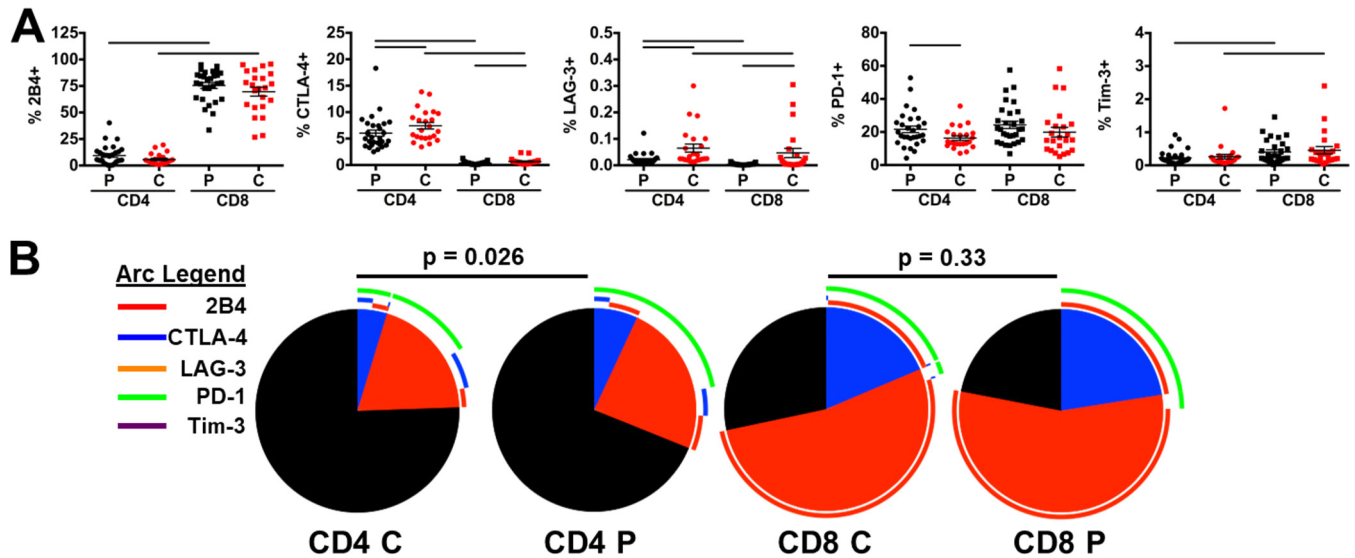 A
% 2B4+
125
100
75
50
25
0
P C P C
CD4 CD8
% CTLA-4+
25
20
15
10
5
0
P C P C
CD4 CD8
% LAG-3+
0.5
0.4
0.3
0.2
0.1
0.0
P C P C
CD4 CD8
% PD-1+
80
60
40
20
0
P C P C
CD4 CD8
% Tim-3+
5
4
3
2
1
0
P C P C
CD4 CD8
B
Arc Legend
2B4
CTLA-4
LAG-3
PD-1
Tim-3
p = 0.026
p = 0.33
CD4 C
CD4 P
CD8 C
CD8 P